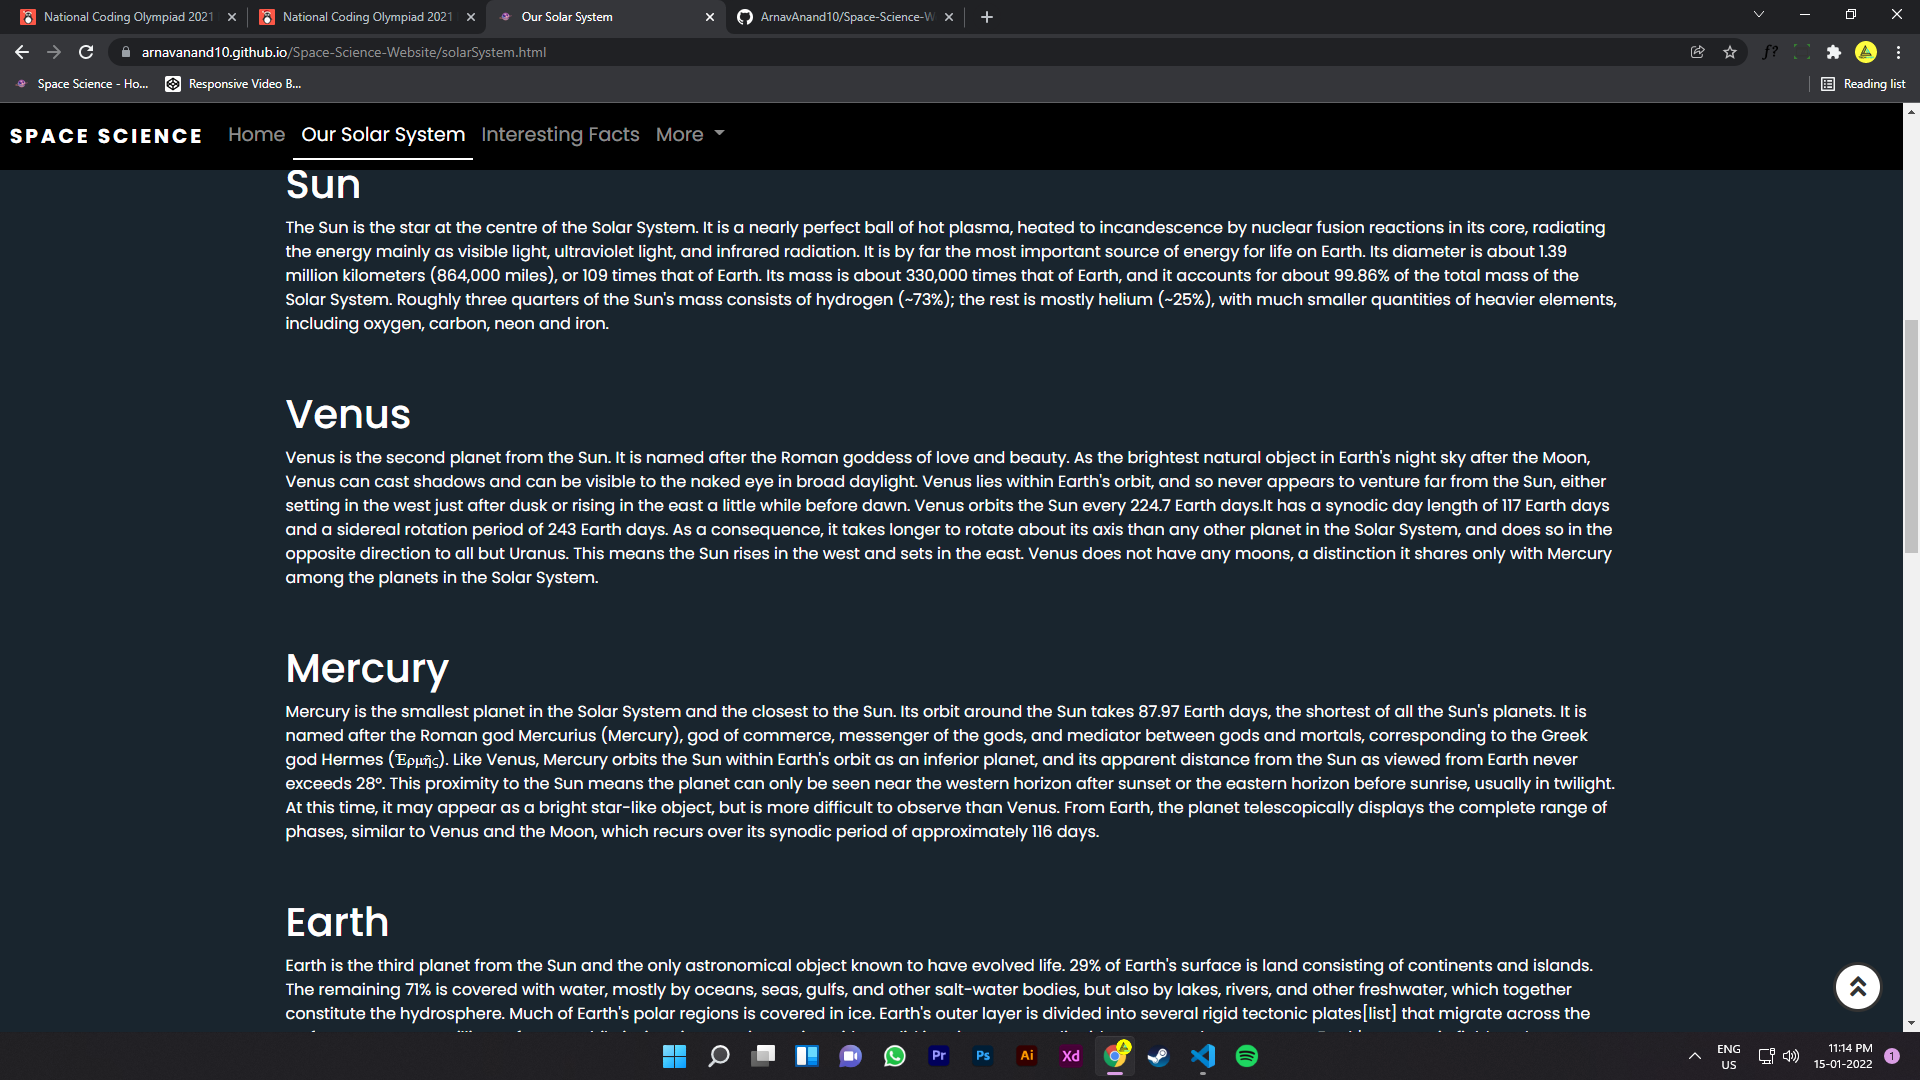 National Coding Olympiad 2021
National Coding Olympiad 2021
Our Solar System
ArnavAnand10/Space-Science-W
arnavanand10.github.io/Space-Science-Website/solarSystem.html
f?
Space Science - Ho...
Responsive Video B...
Reading list
SPACE SCIENCE
Home
Our Solar System
Interesting Facts
More
Sun
The Sun is the star at the centre of the Solar System. It is a nearly perfect ball of hot plasma, heated to incandescence by nuclear fusion reactions in its core, radiating
the energy mainly as visible light, ultraviolet light, and infrared radiation. It is by far the most important source of energy for life on Earth. Its diameter is about 1.39
million kilometers (864,000 miles), or 109 times that of Earth. Its mass is about 330,000 times that of Earth, and it accounts for about 99.86% of the total mass of the
Solar System. Roughly three quarters of the Sun's mass consists of hydrogen (~73%); the rest is mostly helium (~25%), with much smaller quantities of heavier elements,
including oxygen, carbon, neon and iron.
Venus
Venus is the second planet from the Sun. It is named after the Roman goddess of love and beauty. As the brightest natural object in Earth's night sky after the Moon,
Venus can cast shadows and can be visible to the naked eye in broad daylight. Venus lies within Earth's orbit, and so never appears to venture far from the Sun, either
setting in the west just after dusk or rising in the east a little while before dawn. Venus orbits the Sun every 224.7 Earth days.It has a synodic day length of 117 Earth days
and a sidereal rotation period of 243 Earth days. As a consequence, it takes longer to rotate about its axis than any other planet in the Solar System, and does so in the
opposite direction to all but Uranus. This means the Sun rises in the west and sets in the east. Venus does not have any moons, a distinction it shares only with Mercury
among the planets in the Solar System.
Mercury
Mercury is the smallest planet in the Solar System and the closest to the Sun. Its orbit around the Sun takes 87.97 Earth days, the shortest of all the Sun's planets. It is
named after the Roman god Mercurius (Mercury), god of commerce, messenger of the gods, and mediator between gods and mortals, corresponding to the Greek
god Hermes (Ἑρμῆς). Like Venus, Mercury orbits the Sun within Earth's orbit as an inferior planet, and its apparent distance from the Sun as viewed from Earth never
exceeds 28°. This proximity to the Sun means the planet can only be seen near the western horizon after sunset or the eastern horizon before sunrise, usually in twilight.
At this time, it may appear as a bright star-like object, but is more difficult to observe than Venus. From Earth, the planet telescopically displays the complete range of
phases, similar to Venus and the Moon, which recurs over its synodic period of approximately 116 days.
Earth
Earth is the third planet from the Sun and the only astronomical object known to have evolved life. 29% of Earth's surface is land consisting of continents and islands.
The remaining 71% is covered with water, mostly by oceans, seas, gulfs, and other salt-water bodies, but also by lakes, rivers, and other freshwater, which together
constitute the hydrosphere. Much of Earth's polar regions is covered in ice. Earth's outer layer is divided into several rigid tectonic plates[list] that migrate across the
Pr
Ps
Ai
Xd
ENG
US
11:14 PM
15-01-2022
1